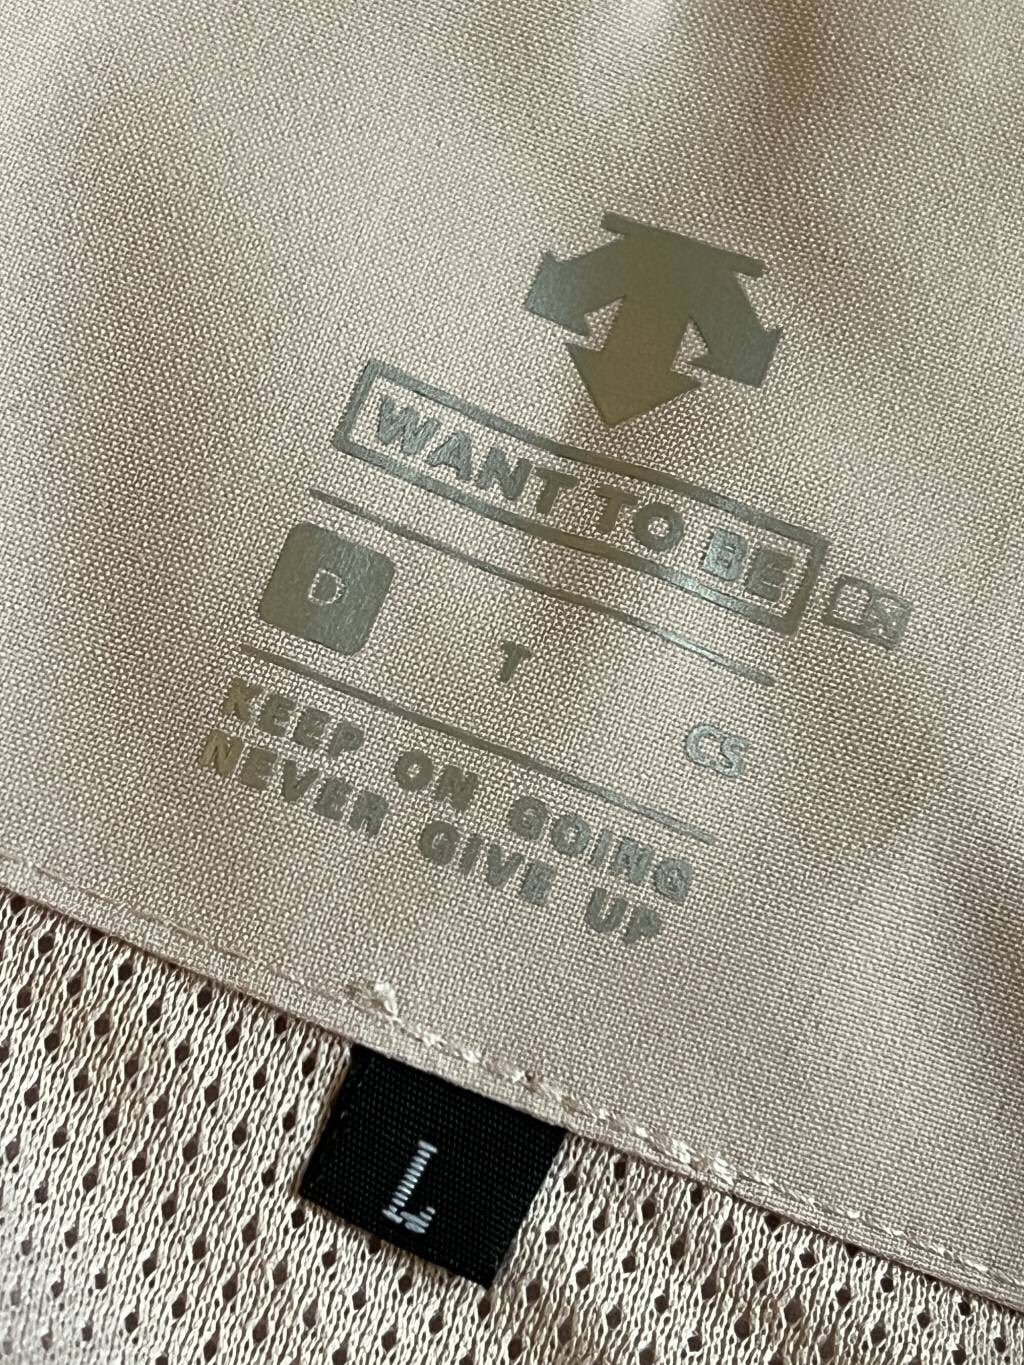 WANT TO BE
D T CS
KEEP ON GOING
NEVER GIVE UP
L